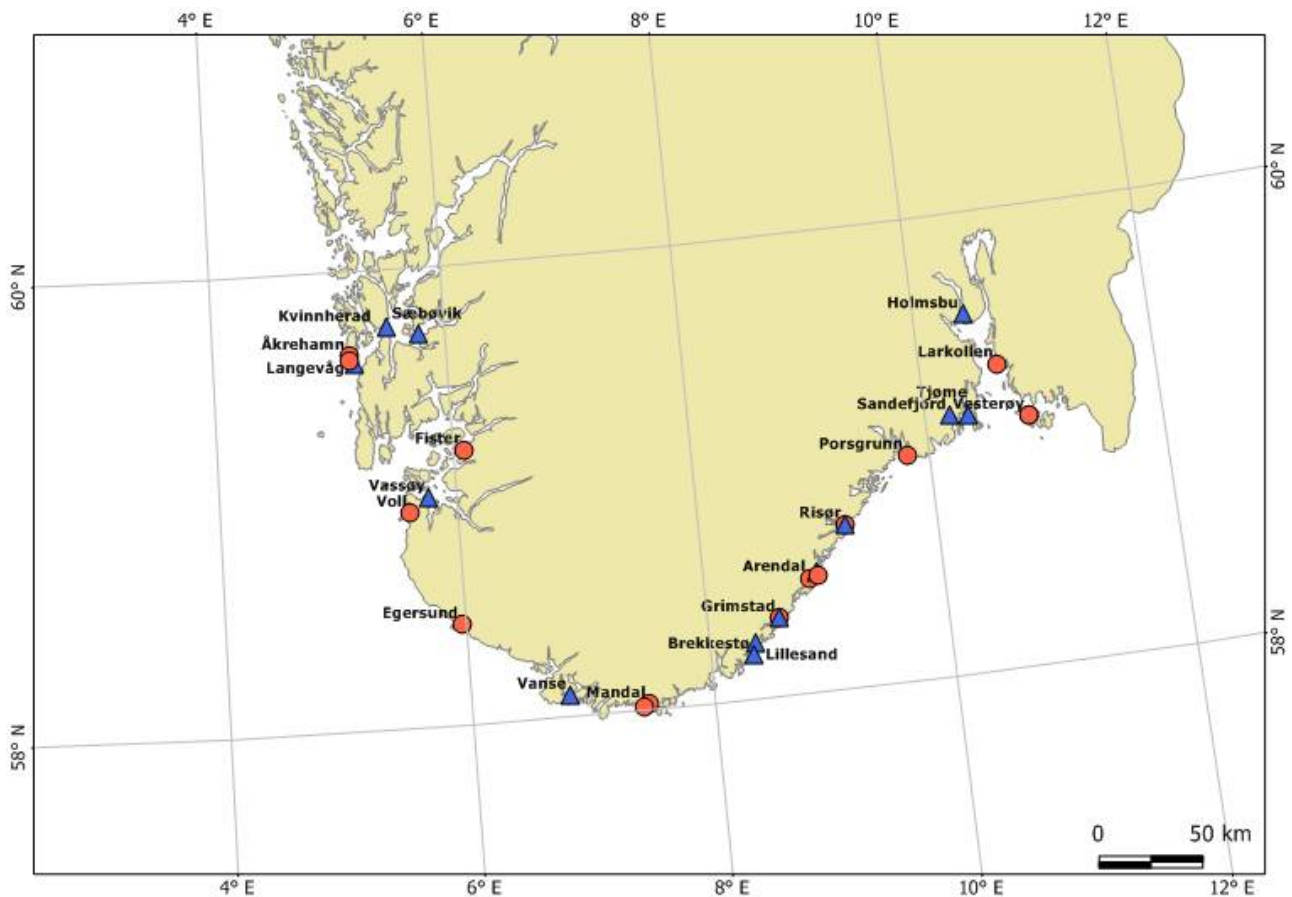 4° E 6° E 8° E 10° E 12° E
60° N
60° N
Holmsbu
Kvinnherad Sæbøvik
Åkrehamn
Larkollen
Langevåg
Tjøme
Sandefjord Vesterøy
Fister
Porsgrunn
Vassøy
Voll
Risør
Arendal
Grimstad
Egersund
58° N
Brekkestø Lillesand
Vanse Mandal
58° N
0 50 km
4° E 6° E 8° E 10° E 12° E